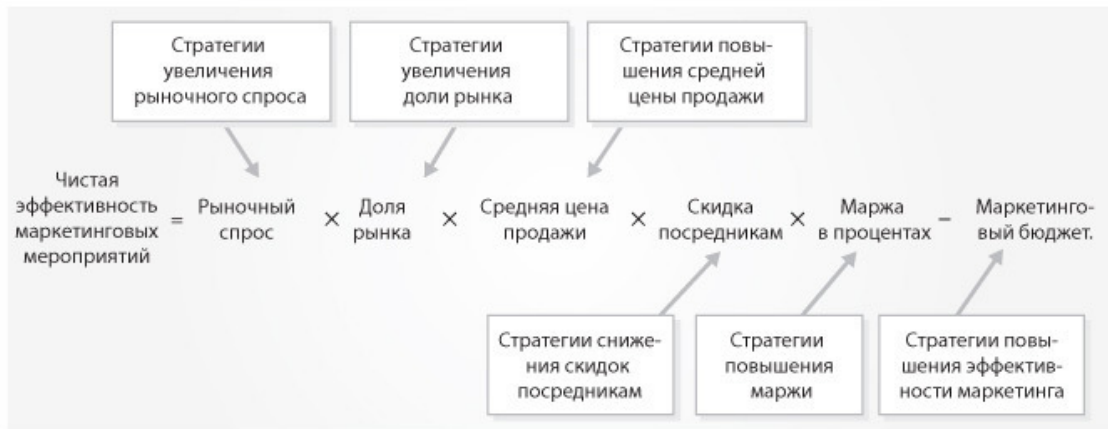 Стратегии
увеличения
рыночного спроса
Стратегии
увеличения
доли рынка
Стратегии повы-
шения средней
цены продажи
Чистая
эффективность
маркетинговых
мероприятий
=
Рыночный
спрос
×
Доля
рынка
×
Средняя цена
продажи
×
Скидка
посредникам
×
Маржа
в процентах
–
Маркетинго-
вый бюджет.
Стратегии сниже-
ния скидок
посредникам
Стратегии
повышения
маржи
Стратегии повы-
шения эффектив-
ности маркетинга